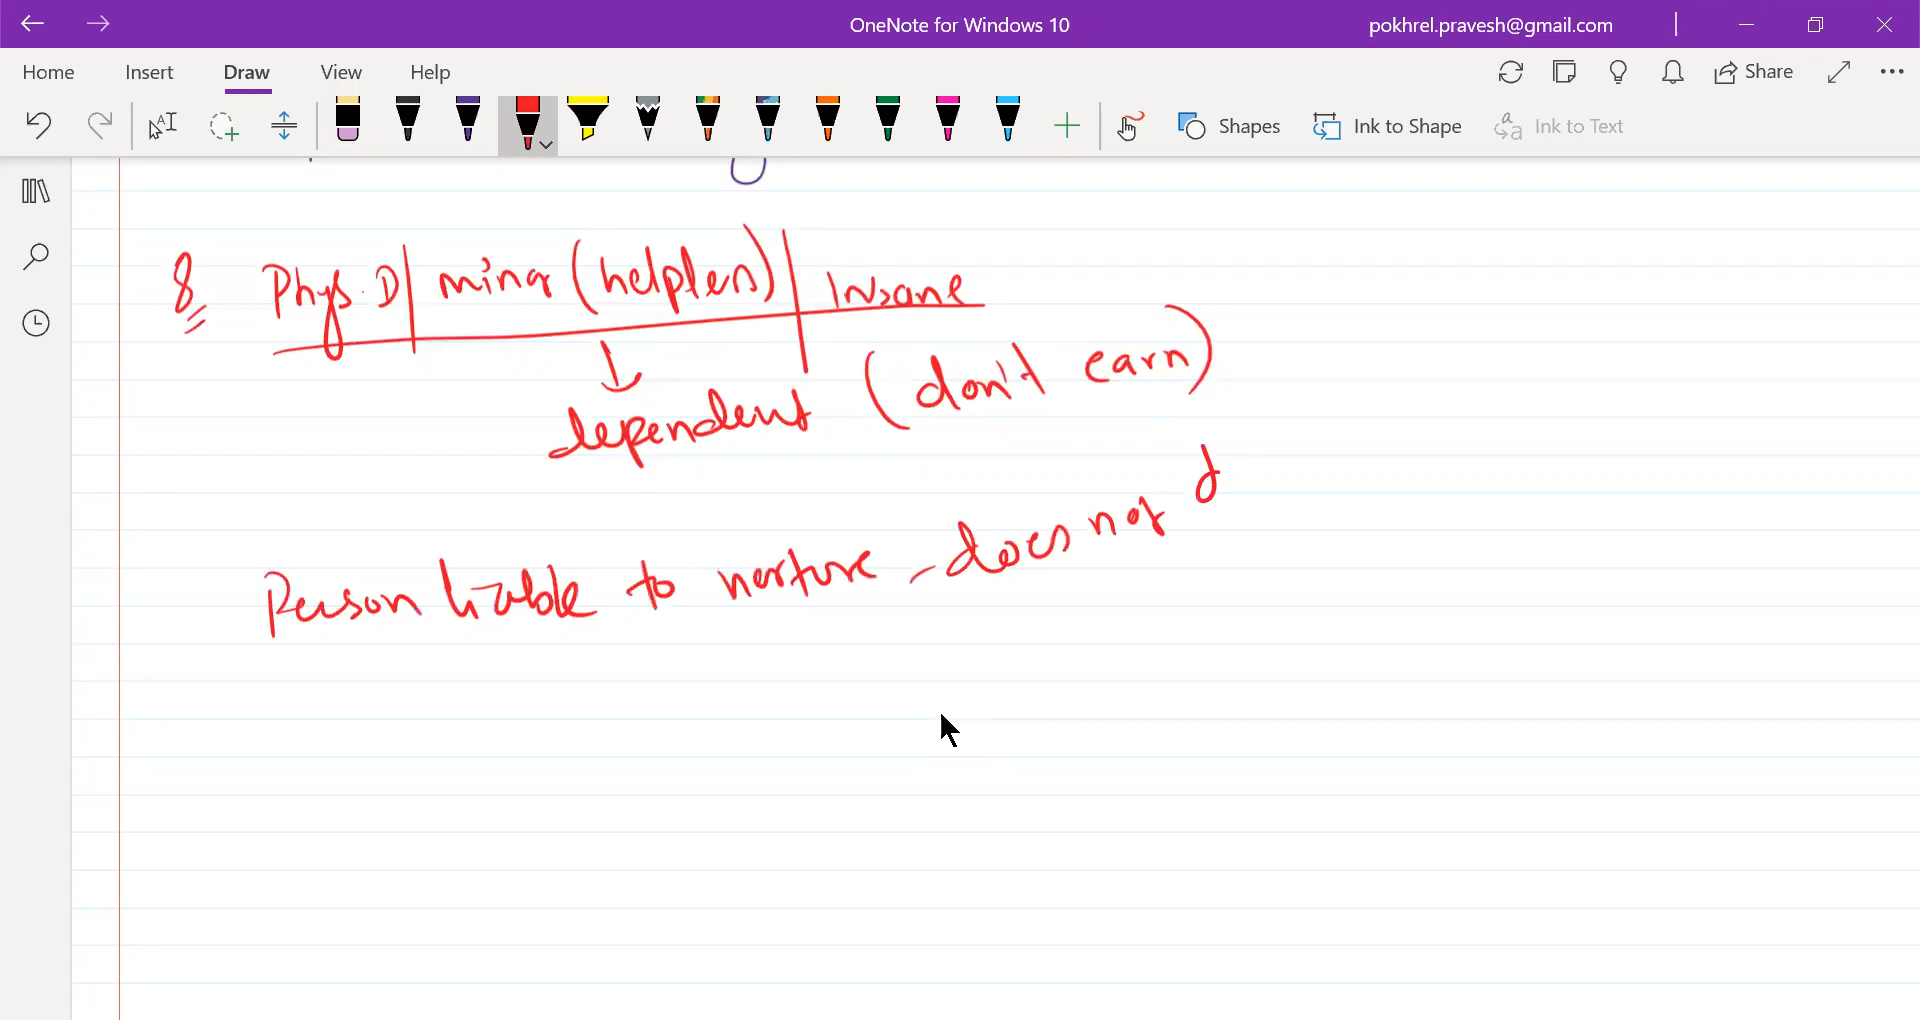 OneNote for Windows 10
pokhrel.pravesh@gmail.com
Home Insert Draw View Help
Share
Shapes Ink to Shape Ink to Text
8 Phys. D | minor (helpless) | Insane
dependent (don't earn)
Person liable to nurture - does not d